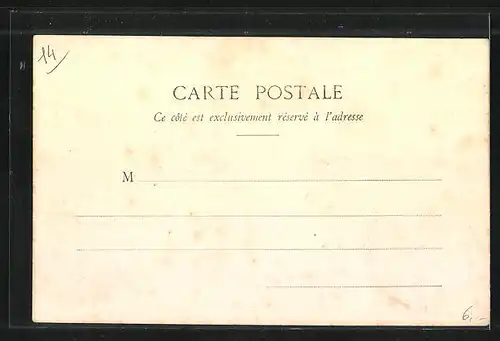 14
CARTE POSTALE
Ce côté est exclusivement réservé à l'adresse
M
6,-